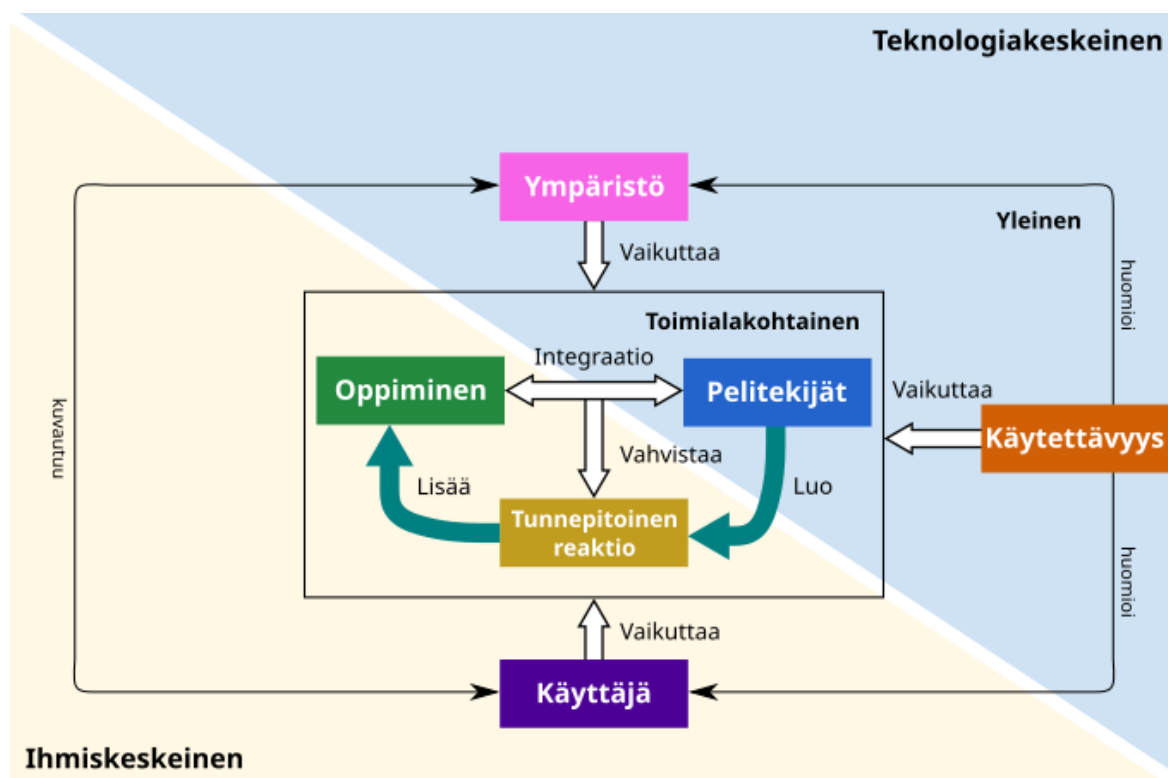 Teknologiakeskeinen
Ympäristö
Yleinen
Vaikuttaa
huomioi
Toimialakohtainen
Integraatio
Oppiminen
Pelitekijät
Vaikuttaa
Käytettävyys
kuvautuu
Vahvistaa
Lisää
Luo
Tunnepitoinen
reaktio
huomioi
Vaikuttaa
Käyttäjä
Ihmiskeskeinen